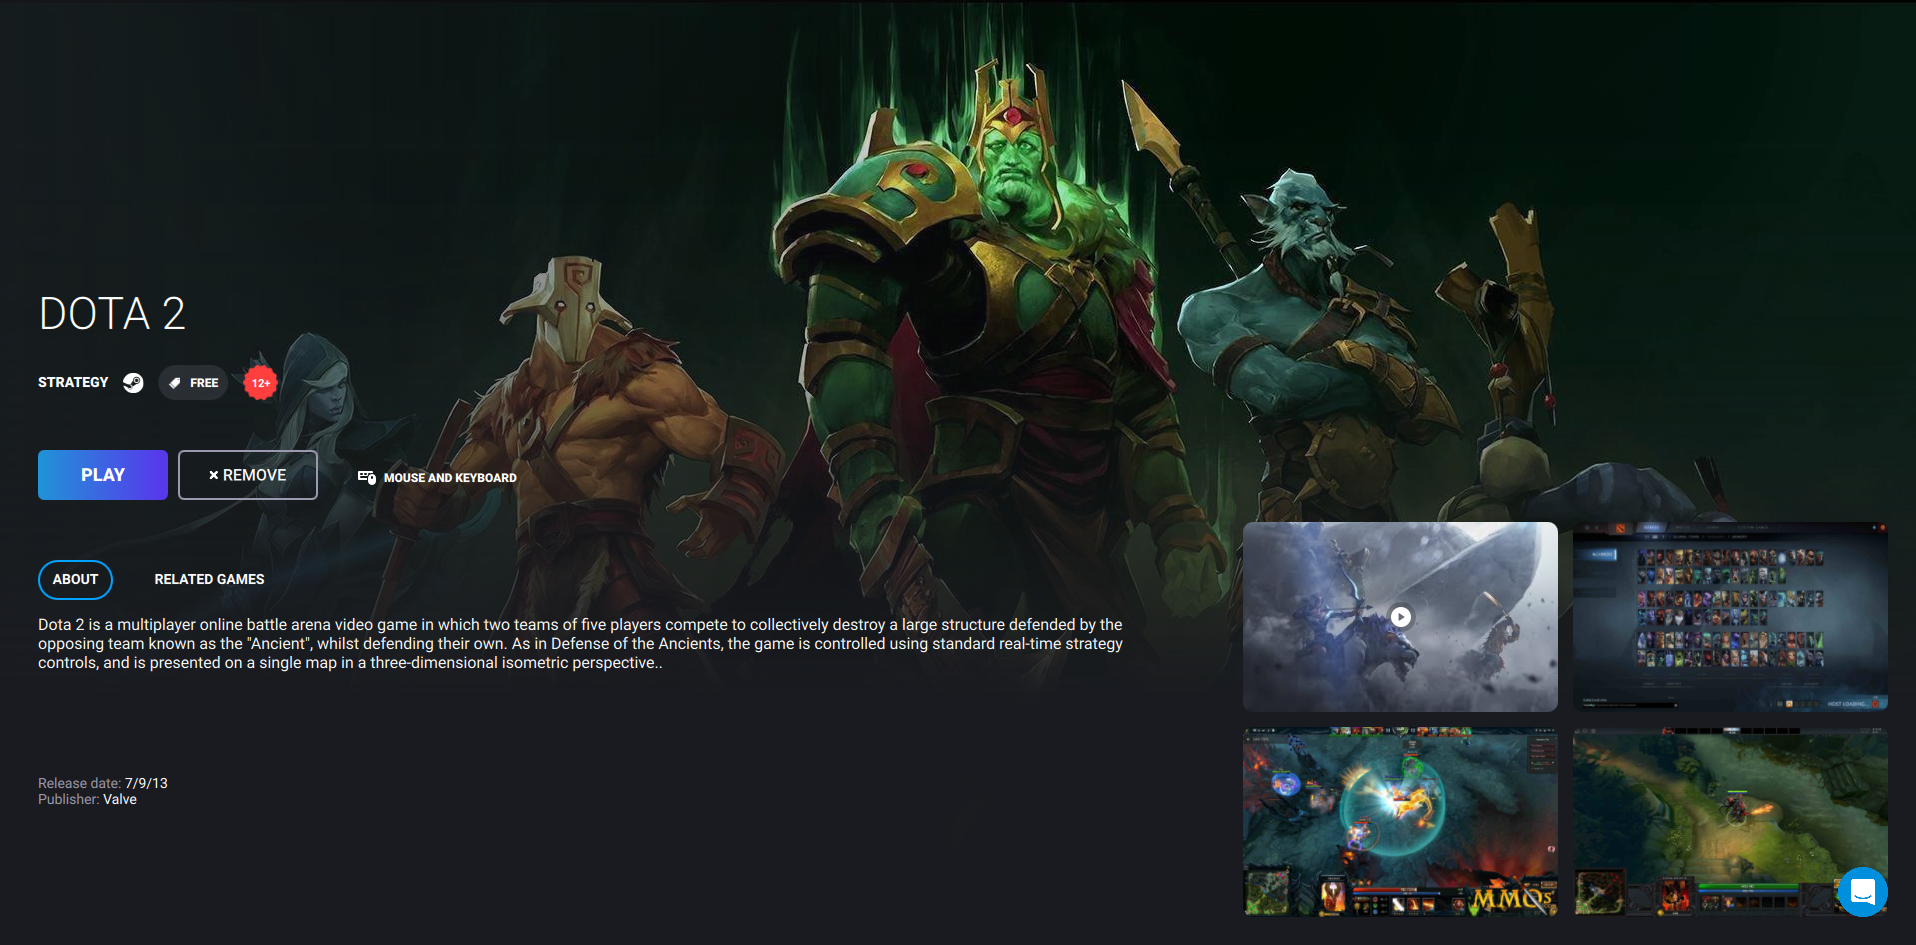 DOTA 2
STRATEGY FREE 12+
PLAY × REMOVE MOUSE AND KEYBOARD
ABOUT RELATED GAMES
Dota 2 is a multiplayer online battle arena video game in which two teams of five players compete to collectively destroy a large structure defended by the
opposing team known as the "Ancient", whilst defending their own. As in Defense of the Ancients, the game is controlled using standard real-time strategy
controls, and is presented on a single map in a three-dimensional isometric perspective..
Release date: 7/9/13
Publisher: Valve
HOST LOADING...
MMOs